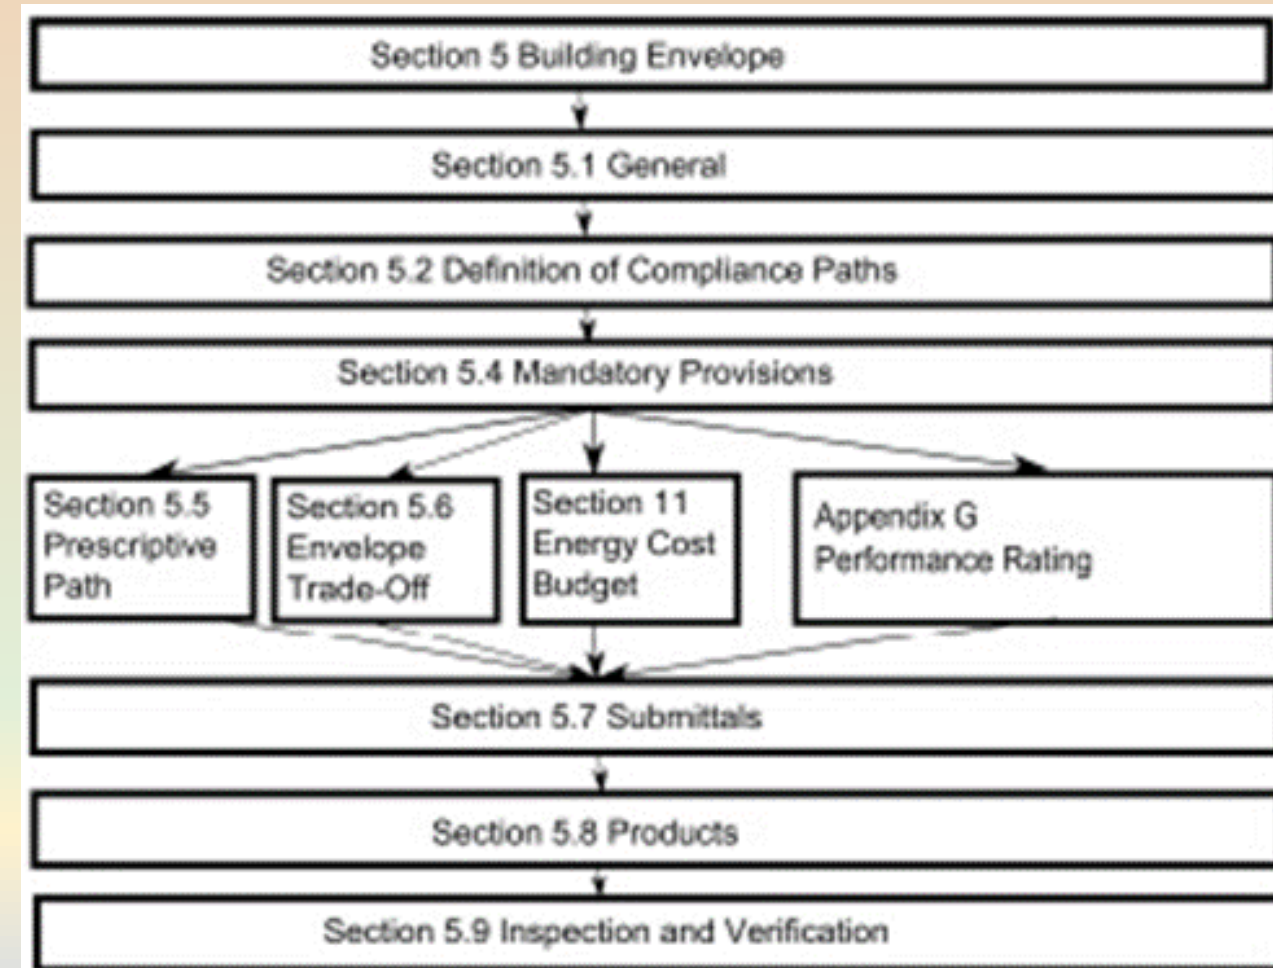 Section 5 Building Envelope
Section 5.1 General
Section 5.2 Definition of Compliance Paths
Section 5.4 Mandatory Provisions
Section 5.5
Prescriptive
Path
Section 5.6
Envelope
Trade-Off
Section 11
Energy Cost
Budget
Appendix G
Performance Rating
Section 5.7 Submittals
Section 5.8 Products
Section 5.9 Inspection and Verification